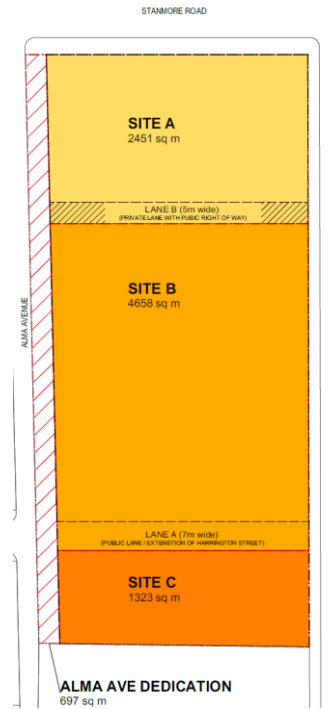 STANMORE ROAD
SITE A
2451 sq m
LANE B (5m wide)
(PRIVATE LANE WITH PUBIC RIGHT OF WAY)
SITE B
4658 sq m
ALMA AVENUE
LANE A (7m wide)
(PUBLIC LANE / EXTENSTION OF HARRINGTON STREET)
SITE C
1323 sq m
ALMA AVE DEDICATION
697 sq m